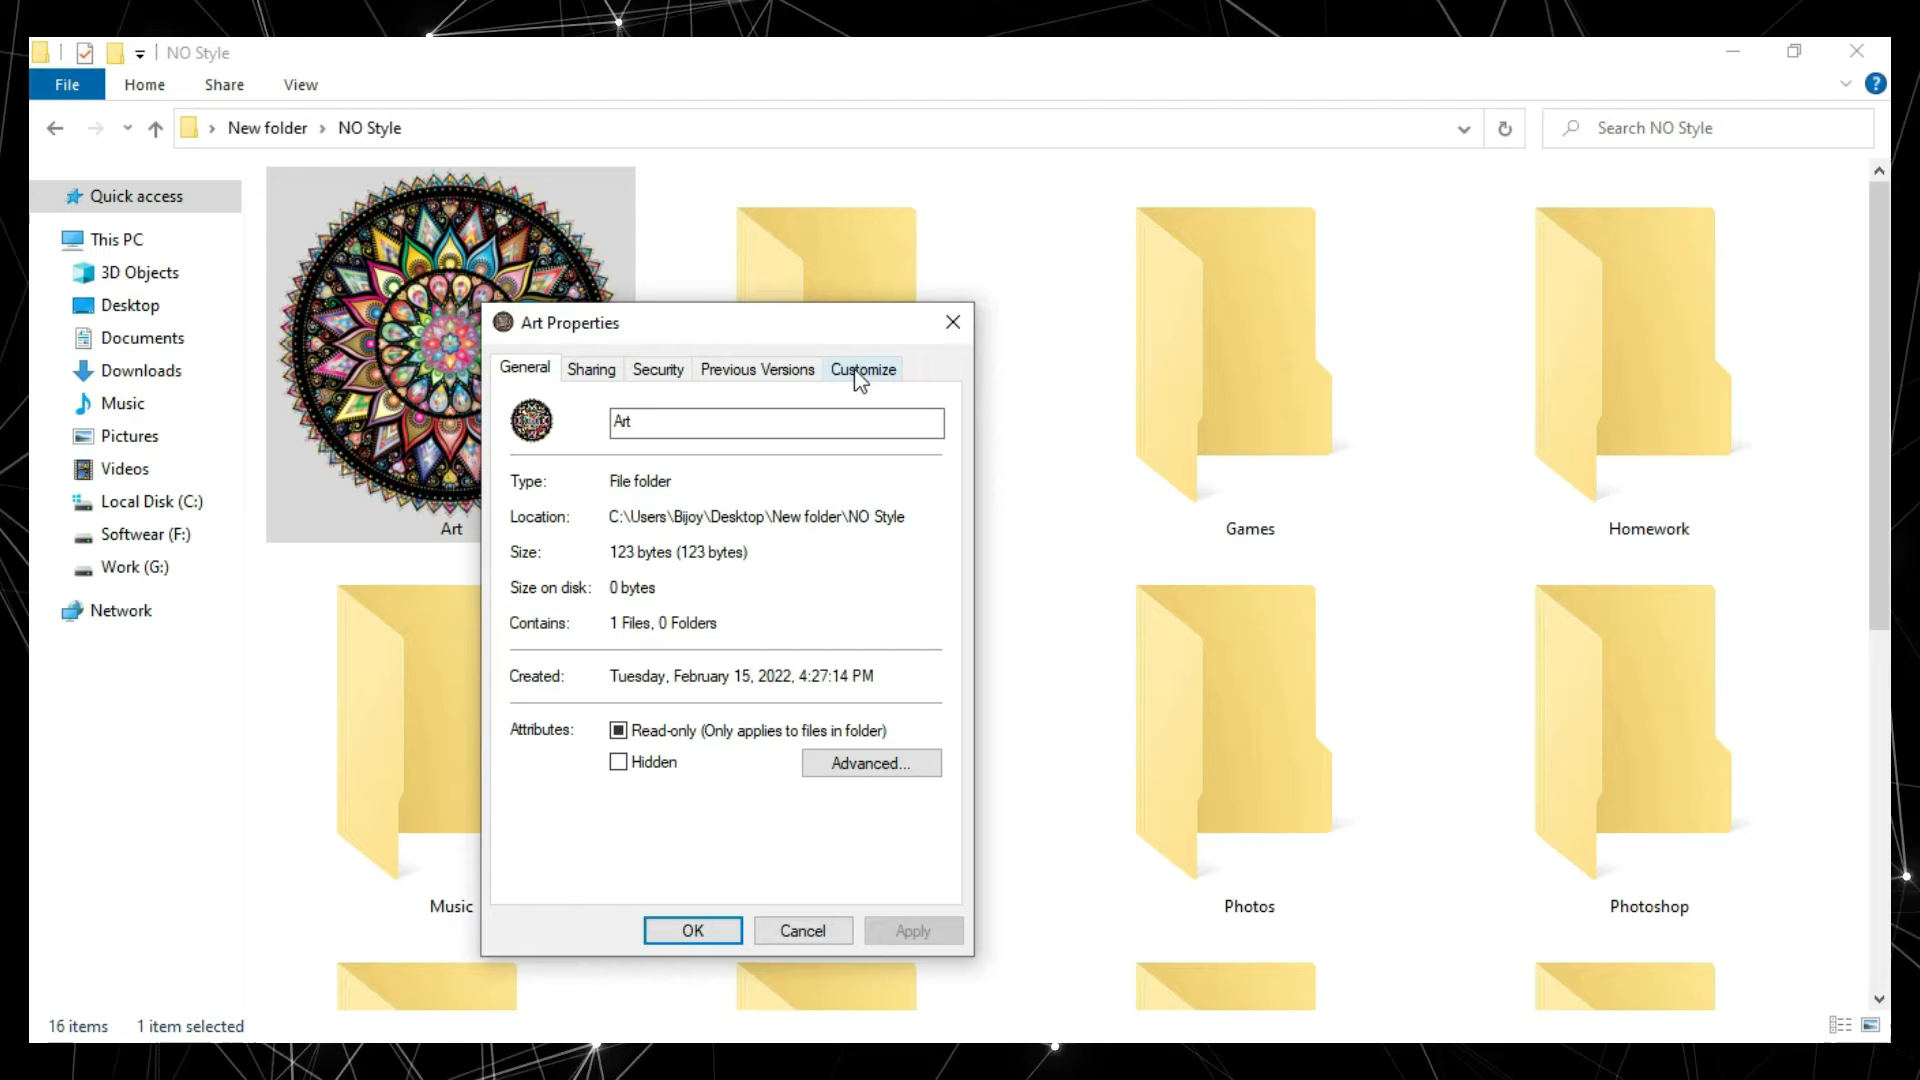 NO Style
File Home Share View
New folder NO Style
Search NO Style
Quick access
This PC
3D Objects
Desktop
Documents
Downloads
Music
Pictures
Videos
Local Disk (C:)
Softwear (F:)
Work (G:)
Network
Art
Games
Homework
Music
Photos
Photoshop
Art Properties
General Sharing Security Previous Versions Customize
Art
Type: File folder
Location: C:\Users\Bijoy\Desktop\New folder\NO Style
Size: 123 bytes (123 bytes)
Size on disk: 0 bytes
Contains: 1 Files, 0 Folders
Created: Tuesday, February 15, 2022, 4:27:14 PM
Attributes: Read-only (Only applies to files in folder)
Hidden Advanced...
OK Cancel Apply
16 items 1 item selected